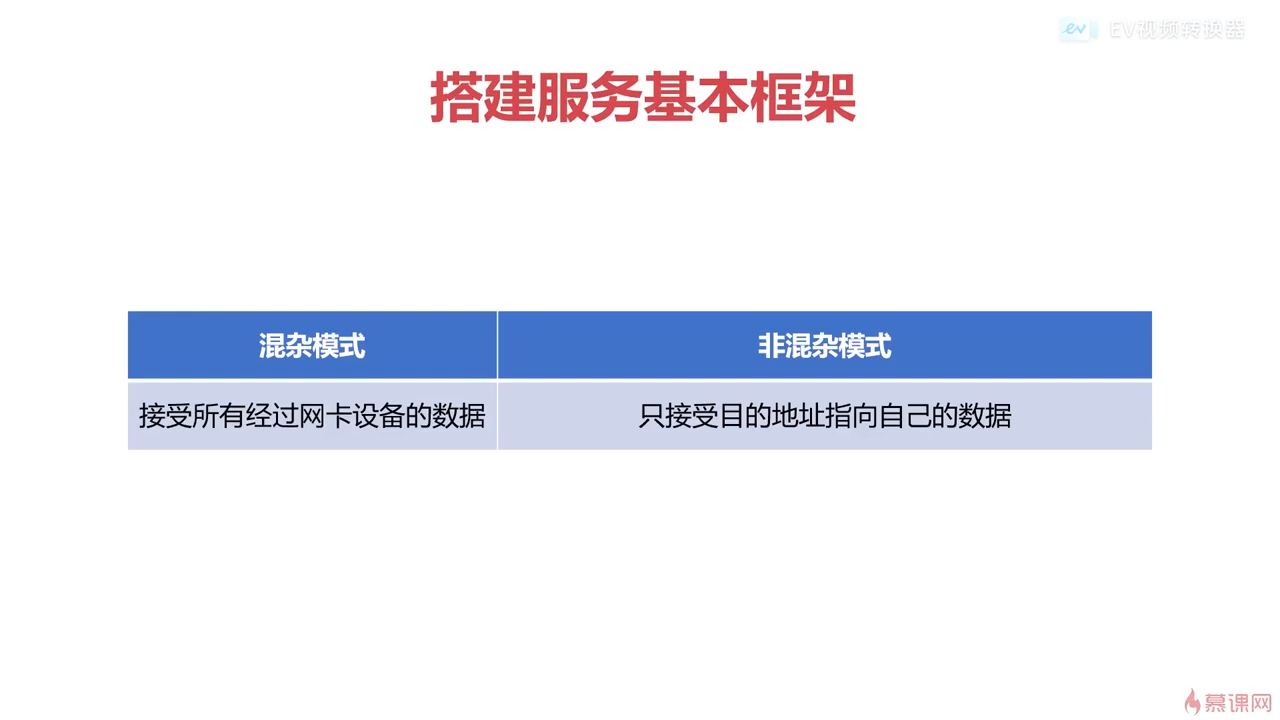 EV视频转换器
搭建服务基本框架
混杂模式
非混杂模式
接受所有经过网卡设备的数据
只接受目的地址指向自己的数据
慕课网